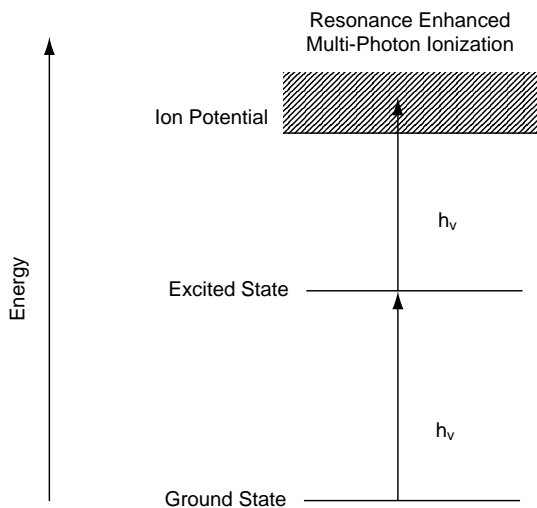 Resonance Enhanced
Multi-Photon Ionization
Ion Potential
hᵥ
Excited State
Energy
hᵥ
Ground State